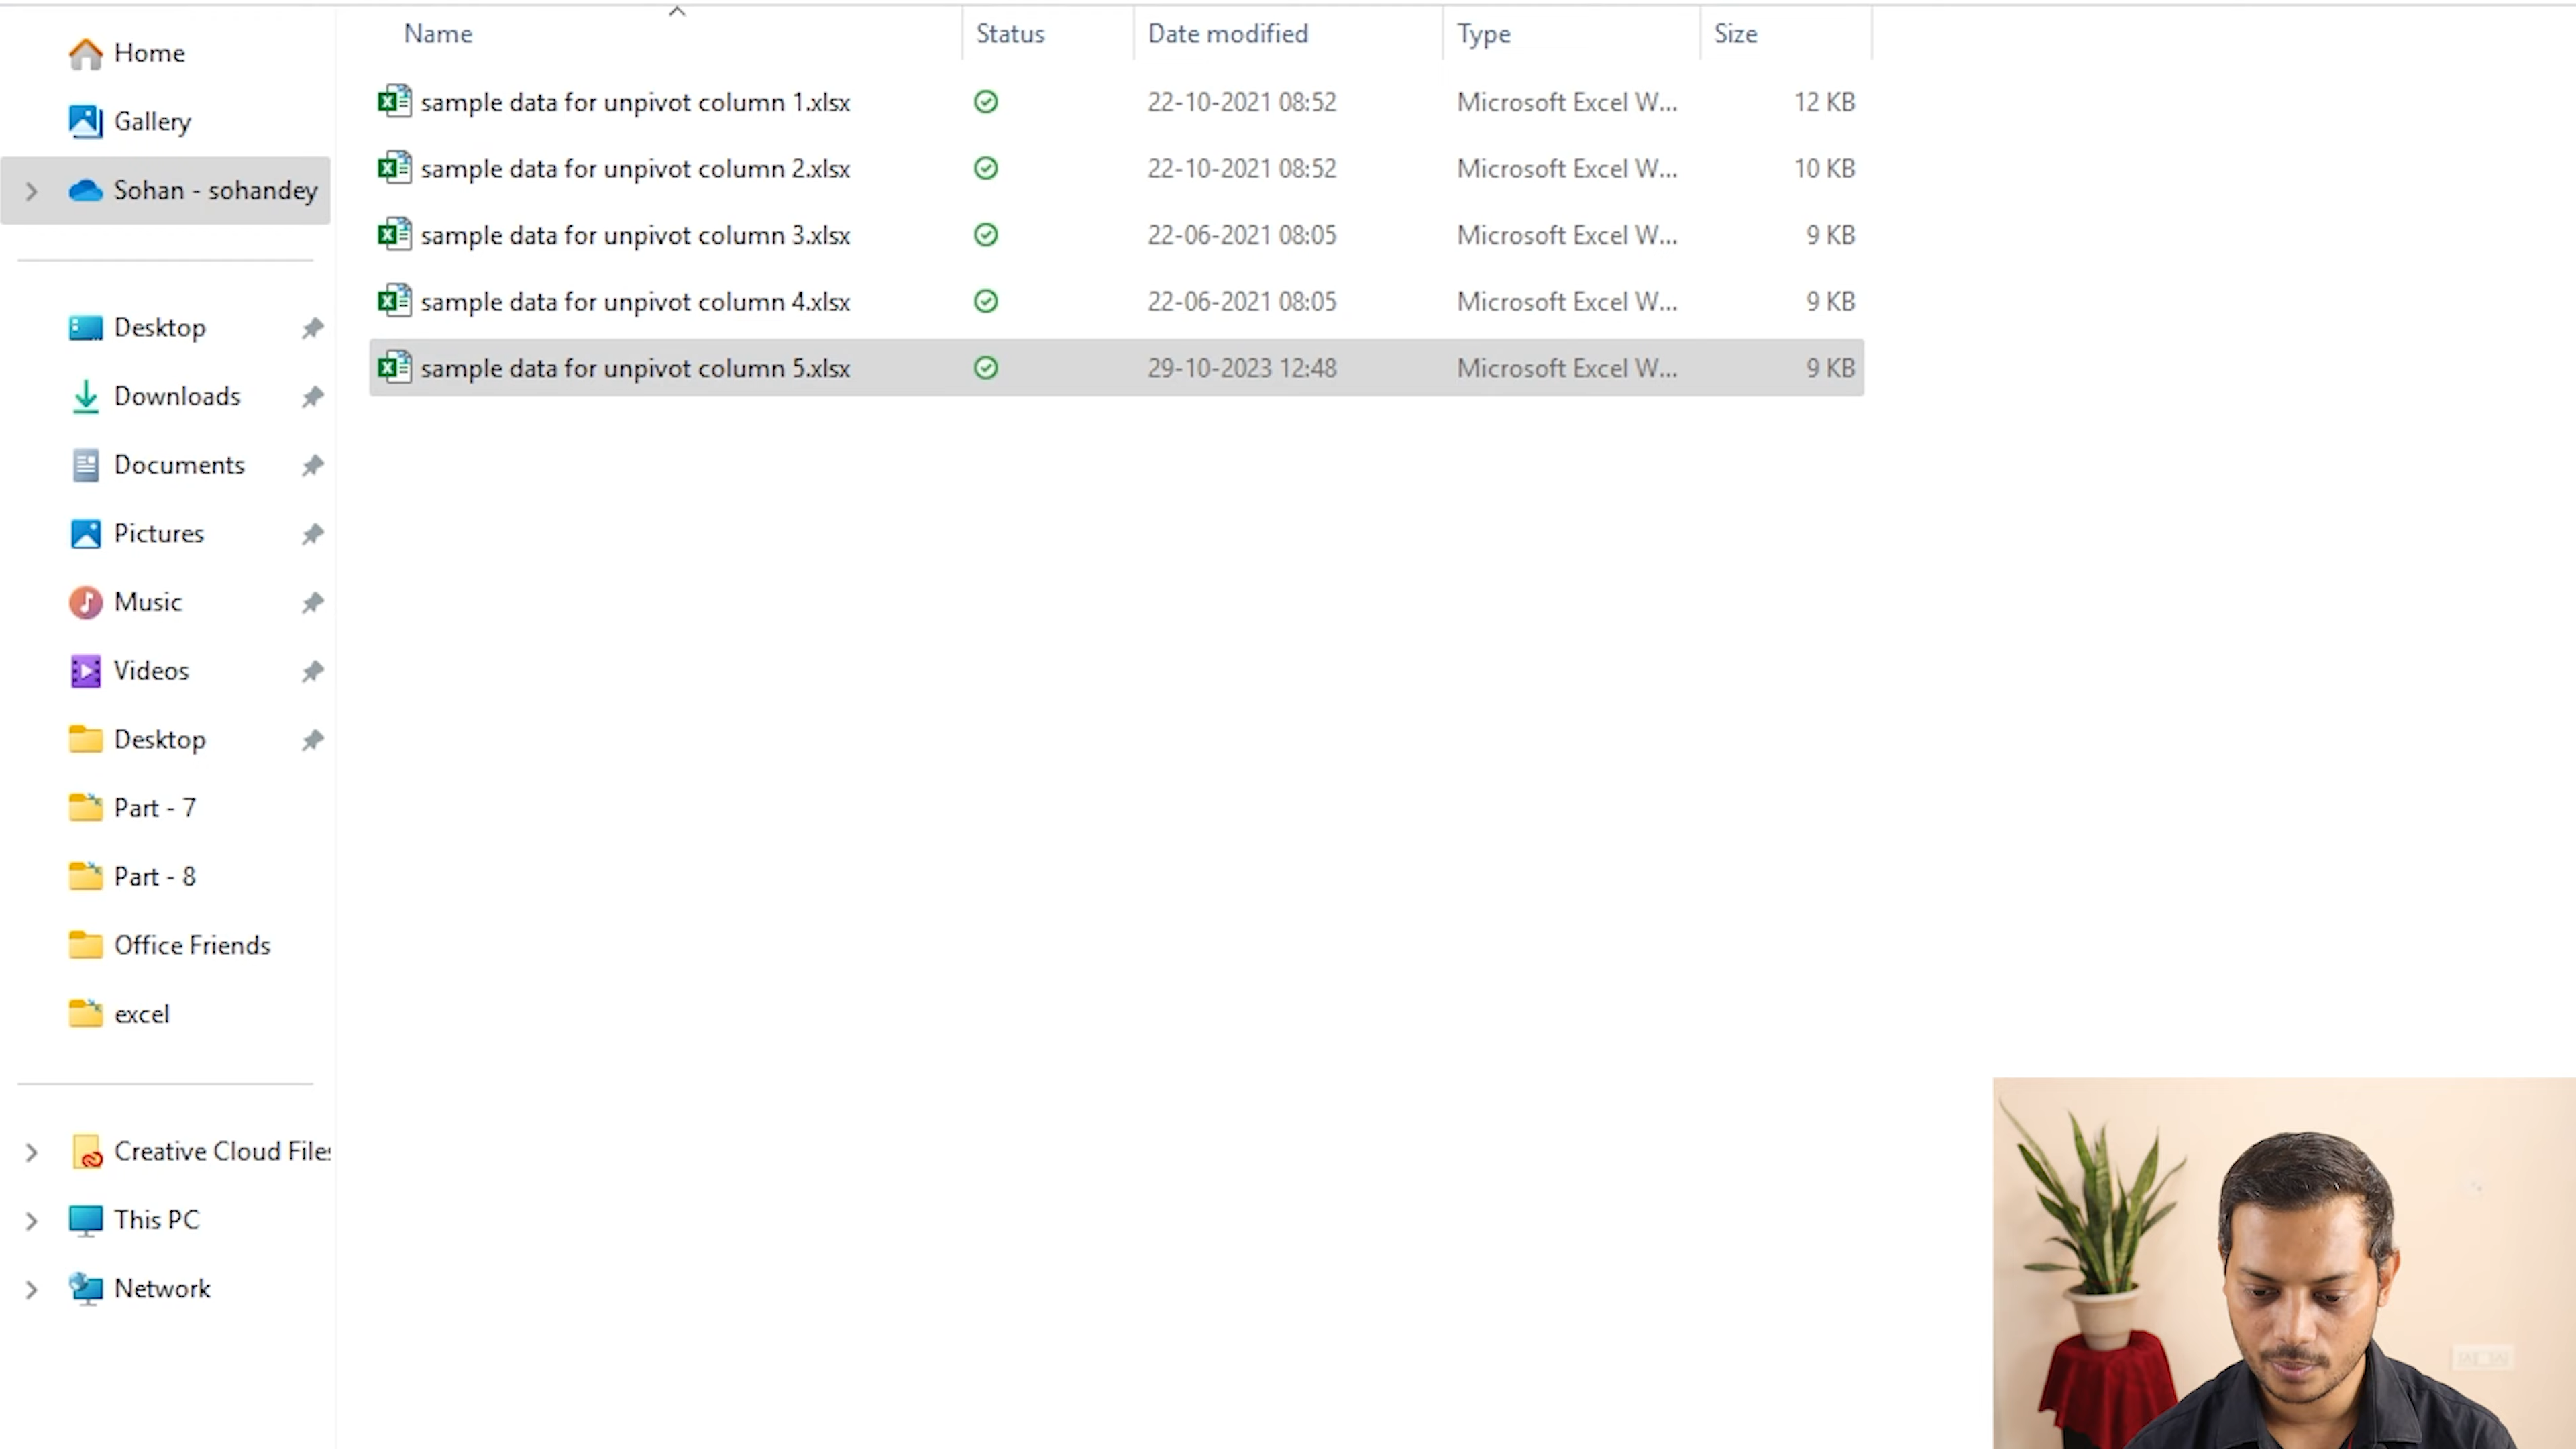 Name Status Date modified Type Size
Home
Gallery
Sohan - sohandey
Desktop
Downloads
Documents
Pictures
Music
Videos
Desktop
Part - 7
Part - 8
Office Friends
excel
Creative Cloud Files
This PC
Network
sample data for unpivot column 1.xlsx 22-10-2021 08:52 Microsoft Excel W... 12 KB
sample data for unpivot column 2.xlsx 22-10-2021 08:52 Microsoft Excel W... 10 KB
sample data for unpivot column 3.xlsx 22-06-2021 08:05 Microsoft Excel W... 9 KB
sample data for unpivot column 4.xlsx 22-06-2021 08:05 Microsoft Excel W... 9 KB
sample data for unpivot column 5.xlsx 29-10-2023 12:48 Microsoft Excel W... 9 KB